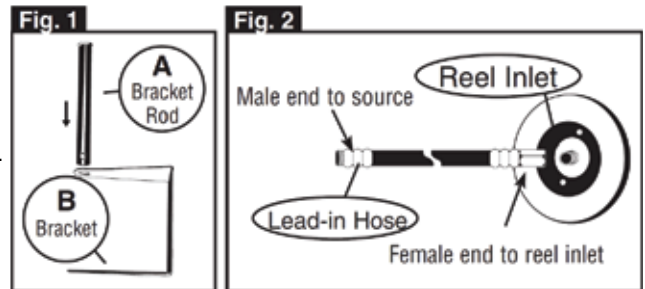 Fig. 1
A
Bracket
Rod
B
Bracket
Fig. 2
Reel Inlet
Male end to source
Lead-in Hose
Female end to reel inlet